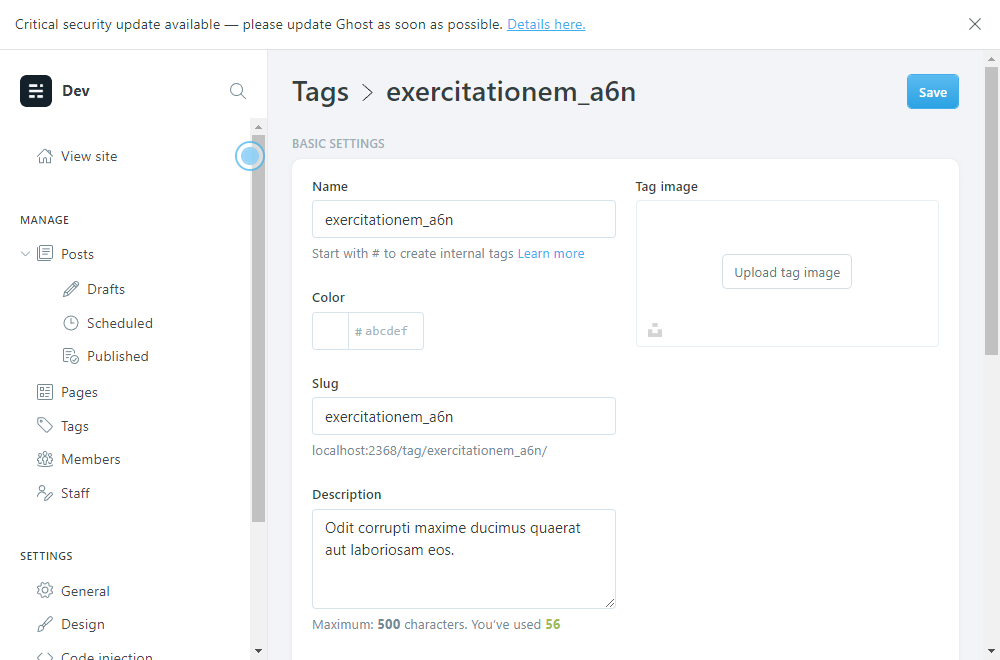 Critical security update available — please update Ghost as soon as possible. Details here.
Dev
View site
MANAGE
Posts
Drafts
Scheduled
Published
Pages
Tags
Members
Staff
SETTINGS
General
Design
Code injection
Tags > exercitationem_a6n
Save
BASIC SETTINGS
Name
exercitationem_a6n
Start with # to create internal tags Learn more
Color
# abcdef
Slug
exercitationem_a6n
localhost:2368/tag/exercitationem_a6n/
Description
Odit corrupti maxime ducimus quaerat
aut laboriosam eos.
Maximum: 500 characters. You've used 56
Tag image
Upload tag image